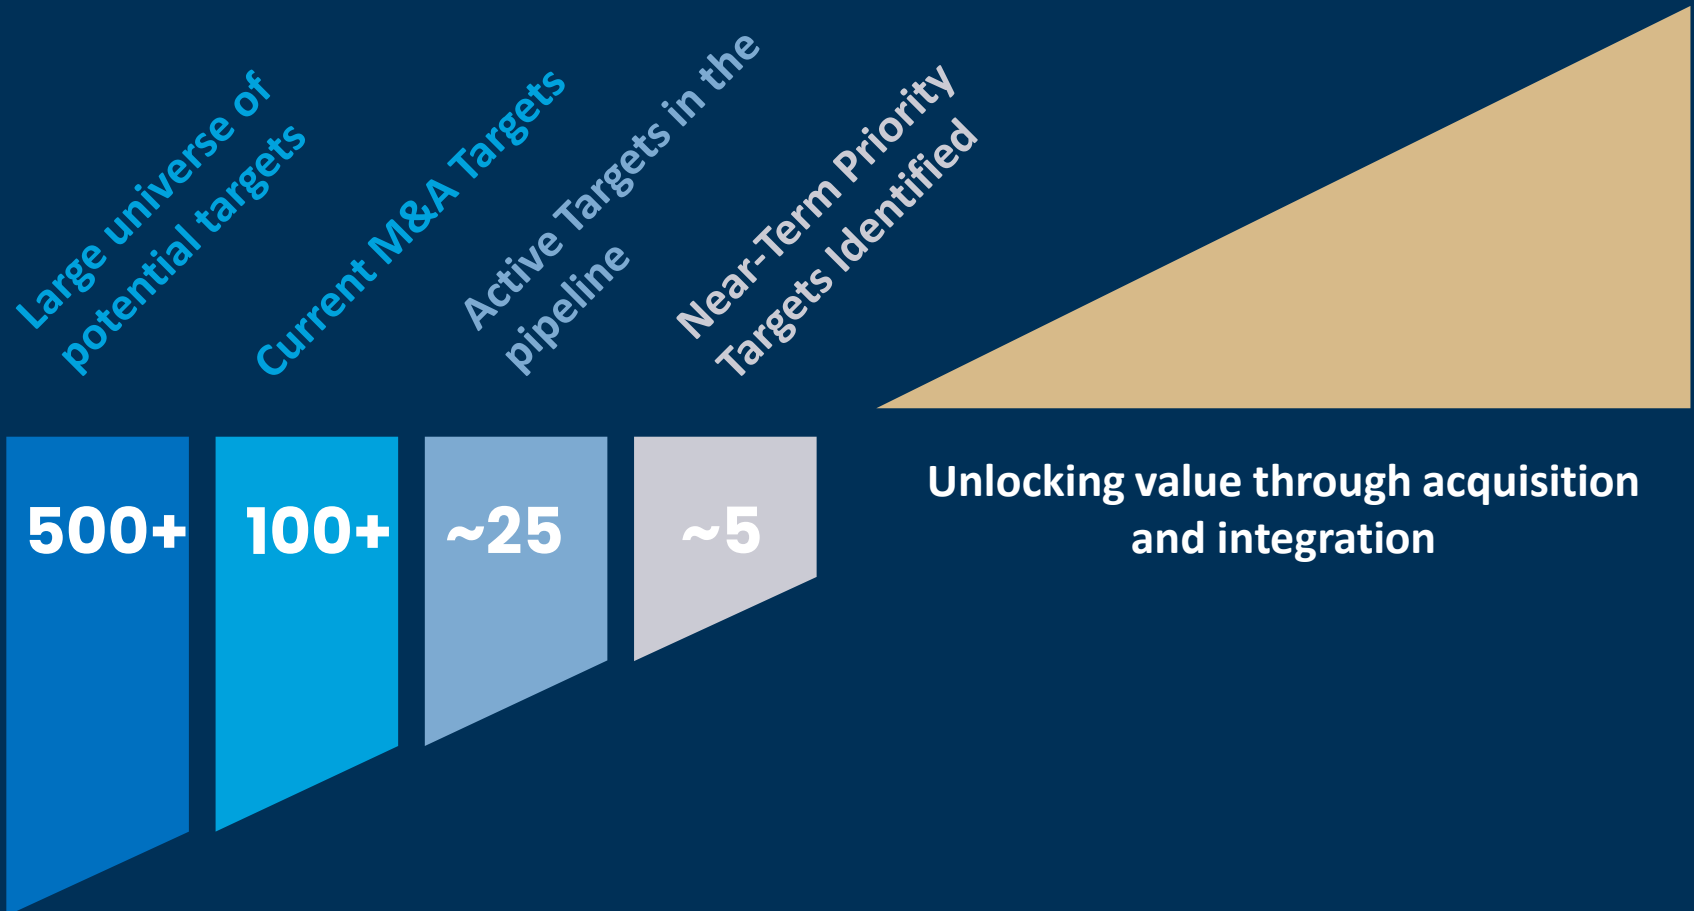 Large universe of
potential targets
Current M&A Targets
Active Targets in the
pipeline
Near-Term Priority
Targets Identified
500+
100+
~25
~5
Unlocking value through acquisition
and integration